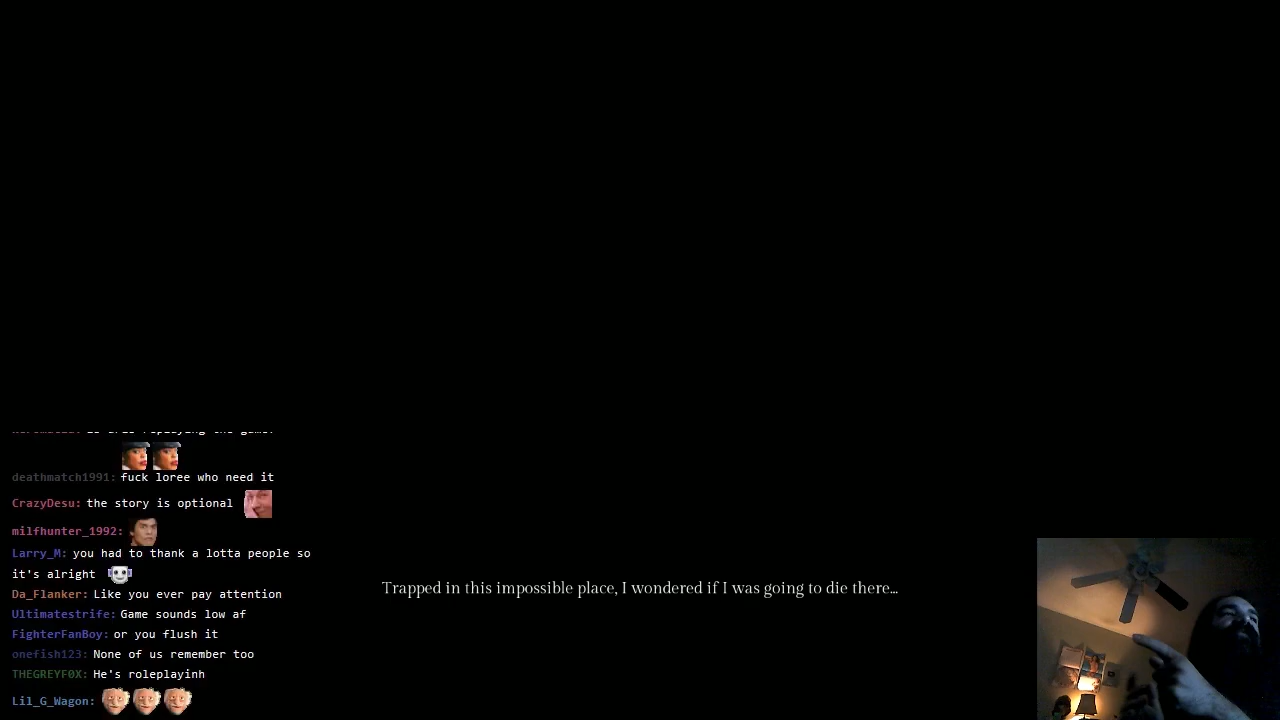 deathmatch1991: fuck loree who need it
CrazyDesu: the story is optional
milfhunter_1992:
Larry_M: you had to thank a lotta people so
it's alright
Da_Flanker: Like you ever pay attention
Ultimatestrife: Game sounds low af
FighterFanBoy: or you flush it
onefish123: None of us remember too
THEGREYF0X: He's roleplayinh
Lil_G_Wagon:
Trapped in this impossible place, I wondered if I was going to die there...